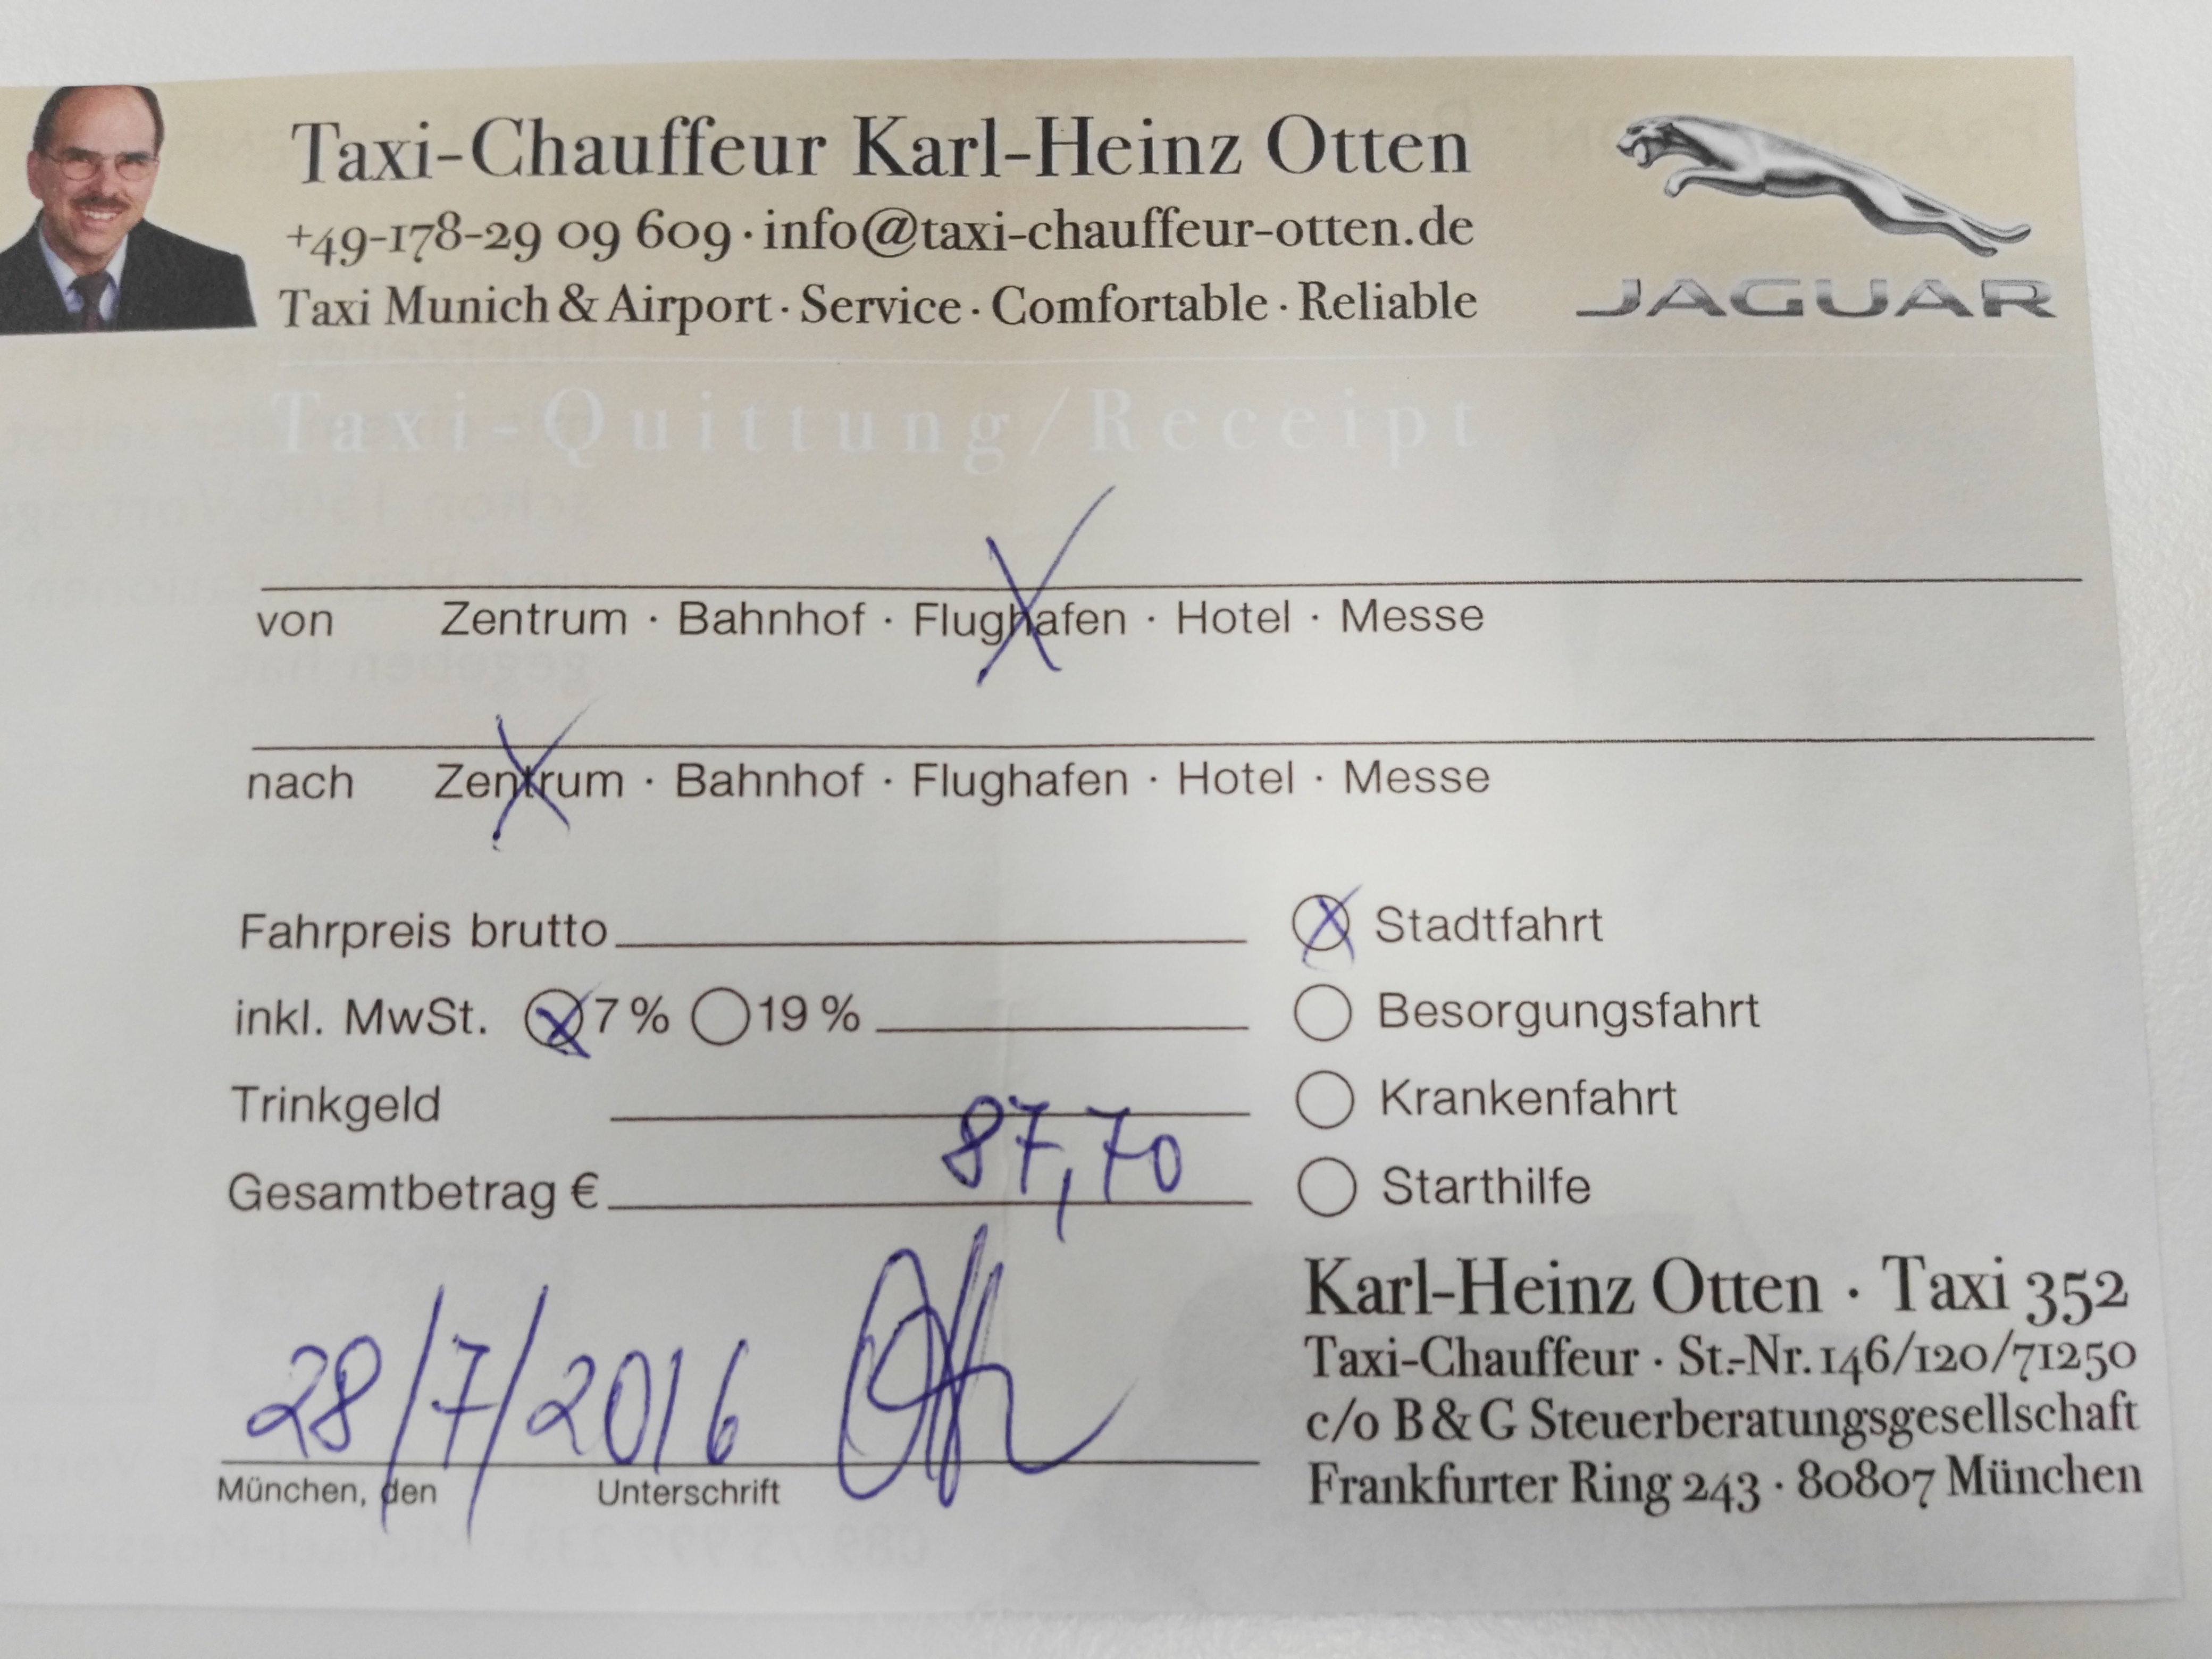 Taxi-Chauffeur Karl-Heinz Otten
+49-178-29 09 609 · info@taxi-chauffeur-otten.de
Taxi Munich & Airport · Service · Comfortable · Reliable
JAGUAR
Taxi-Quittung/Receipt
von Zentrum · Bahnhof · Flughafen · Hotel · Messe
nach Zentrum · Bahnhof · Flughafen · Hotel · Messe
Fahrpreis brutto
Stadtfahrt
inkl. MwSt. 7 % 19 %
Besorgungsfahrt
Trinkgeld
Krankenfahrt
Gesamtbetrag € 87,70
Starthilfe
28/7/2016
München, den Unterschrift
Karl-Heinz Otten · Taxi 352
Taxi-Chauffeur · St.-Nr. 146/120/71250
c/o B & G Steuerberatungsgesellschaft
Frankfurter Ring 243 · 80807 München